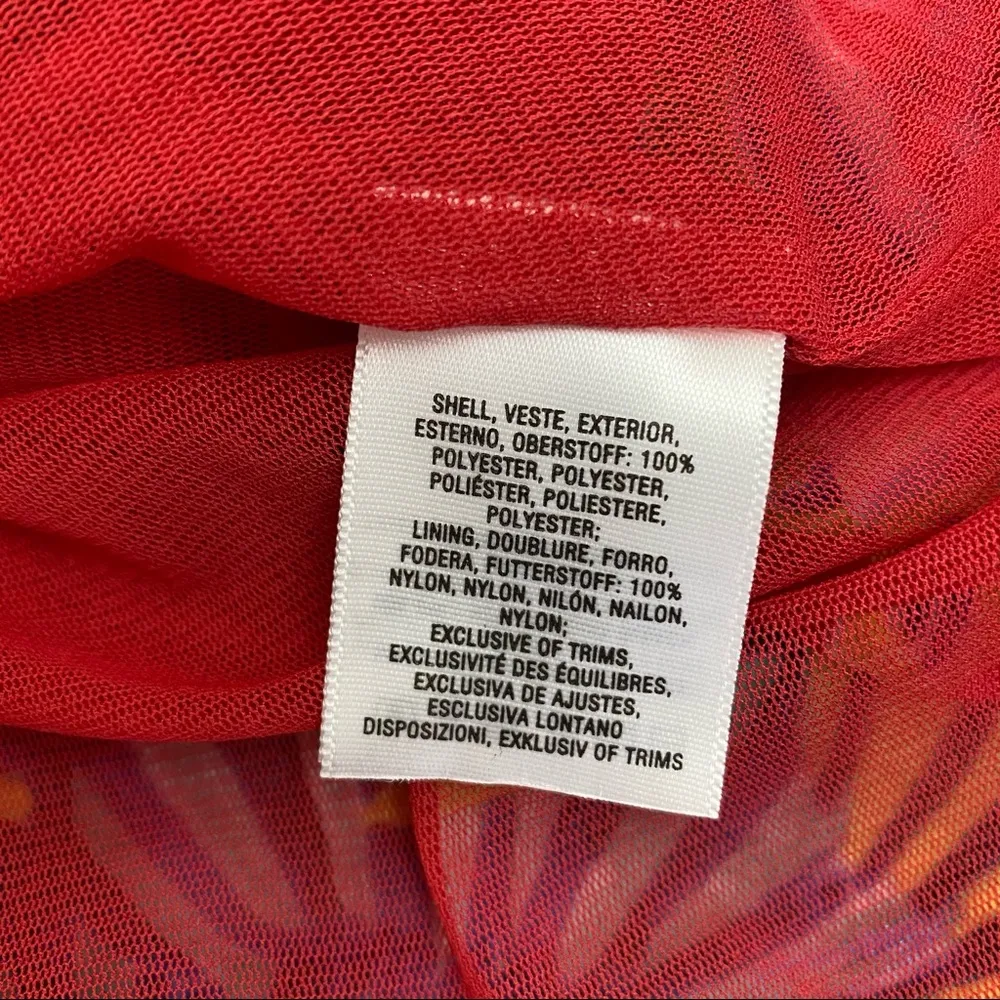 SHELL, VESTE, EXTERIOR,
ESTERNO, OBERSTOFF: 100%
POLYESTER, POLYESTER,
POLIÉSTER, POLIESTERE,
POLYESTER;
LINING, DOUBLURE, FORRO,
FODERA, FUTTERSTOFF: 100%
NYLON, NYLON, NILÓN, NAILON,
NYLON;
EXCLUSIVE OF TRIMS,
EXCLUSIVITÉ DES ÉQUILIBRES,
EXCLUSIVA DE AJUSTES,
ESCLUSIVA LONTANO
DISPOSIZIONI, EXKLUSIV OF TRIMS